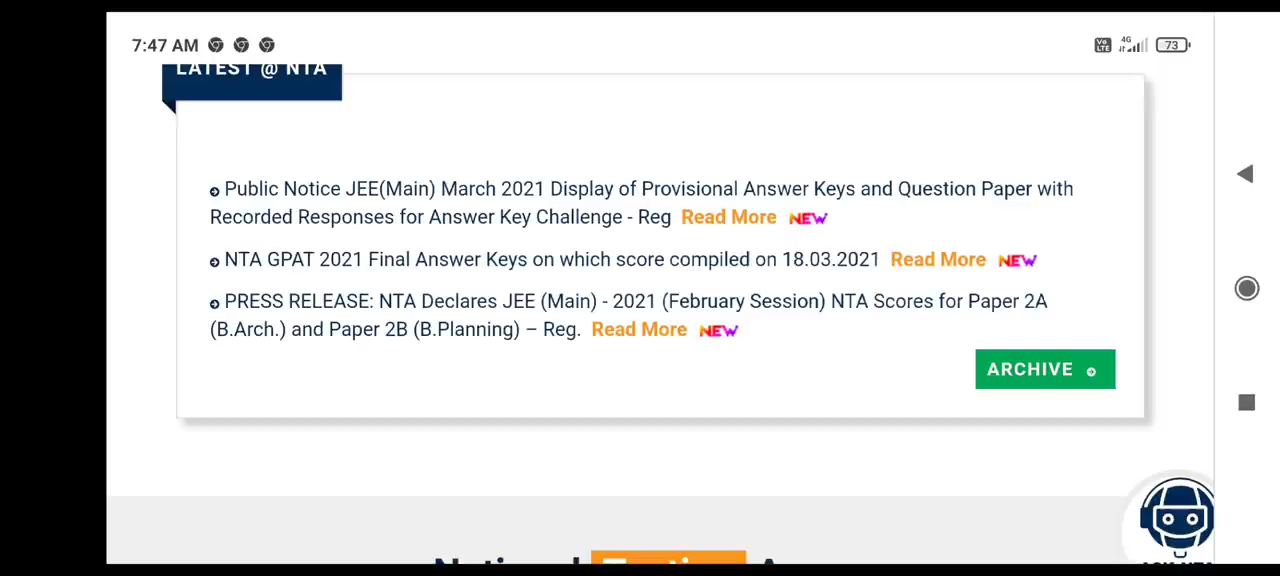 7:47 AM
4G
73
LATEST @ NTA
Public Notice JEE(Main) March 2021 Display of Provisional Answer Keys and Question Paper with
Recorded Responses for Answer Key Challenge - Reg Read More NEW
NTA GPAT 2021 Final Answer Keys on which score compiled on 18.03.2021 Read More NEW
PRESS RELEASE: NTA Declares JEE (Main) - 2021 (February Session) NTA Scores for Paper 2A
(B.Arch.) and Paper 2B (B.Planning) – Reg. Read More NEW
ARCHIVE